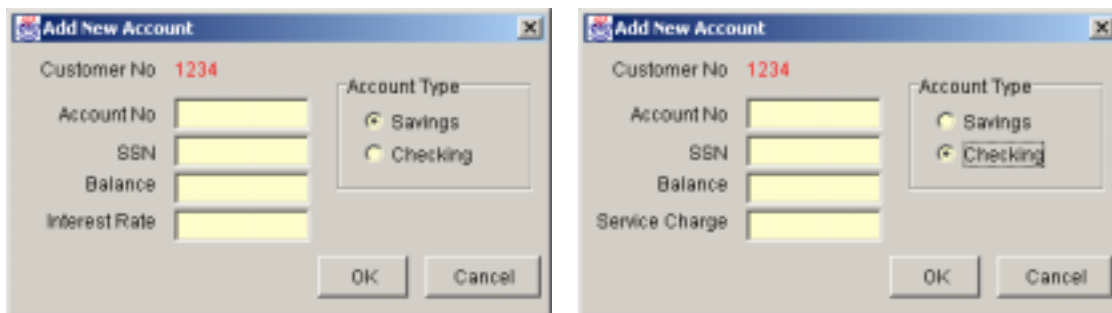 Add New Account
Customer No 1234
Account Type
Account No
Savings
SSN
Checking
Balance
Interest Rate
OK Cancel
Add New Account
Customer No 1234
Account Type
Account No
Savings
SSN
Checking
Balance
Service Charge
OK Cancel